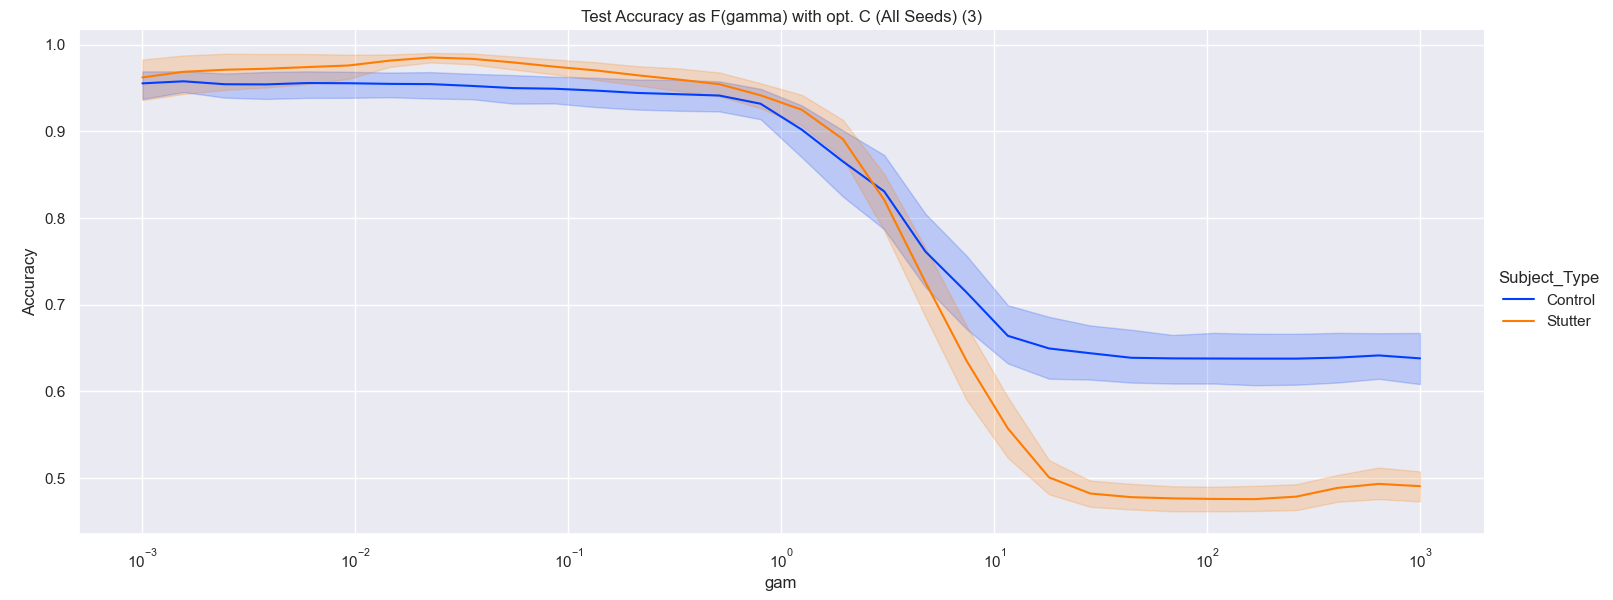 Test Accuracy as F(gamma) with opt. C (All Seeds) (3)
1.0
0.9
0.8
0.7
0.6
0.5
Accuracy
10⁻³ 10⁻² 10⁻¹ 10⁰ 10¹ 10² 10³
gam
Subject_Type
Control
Stutter